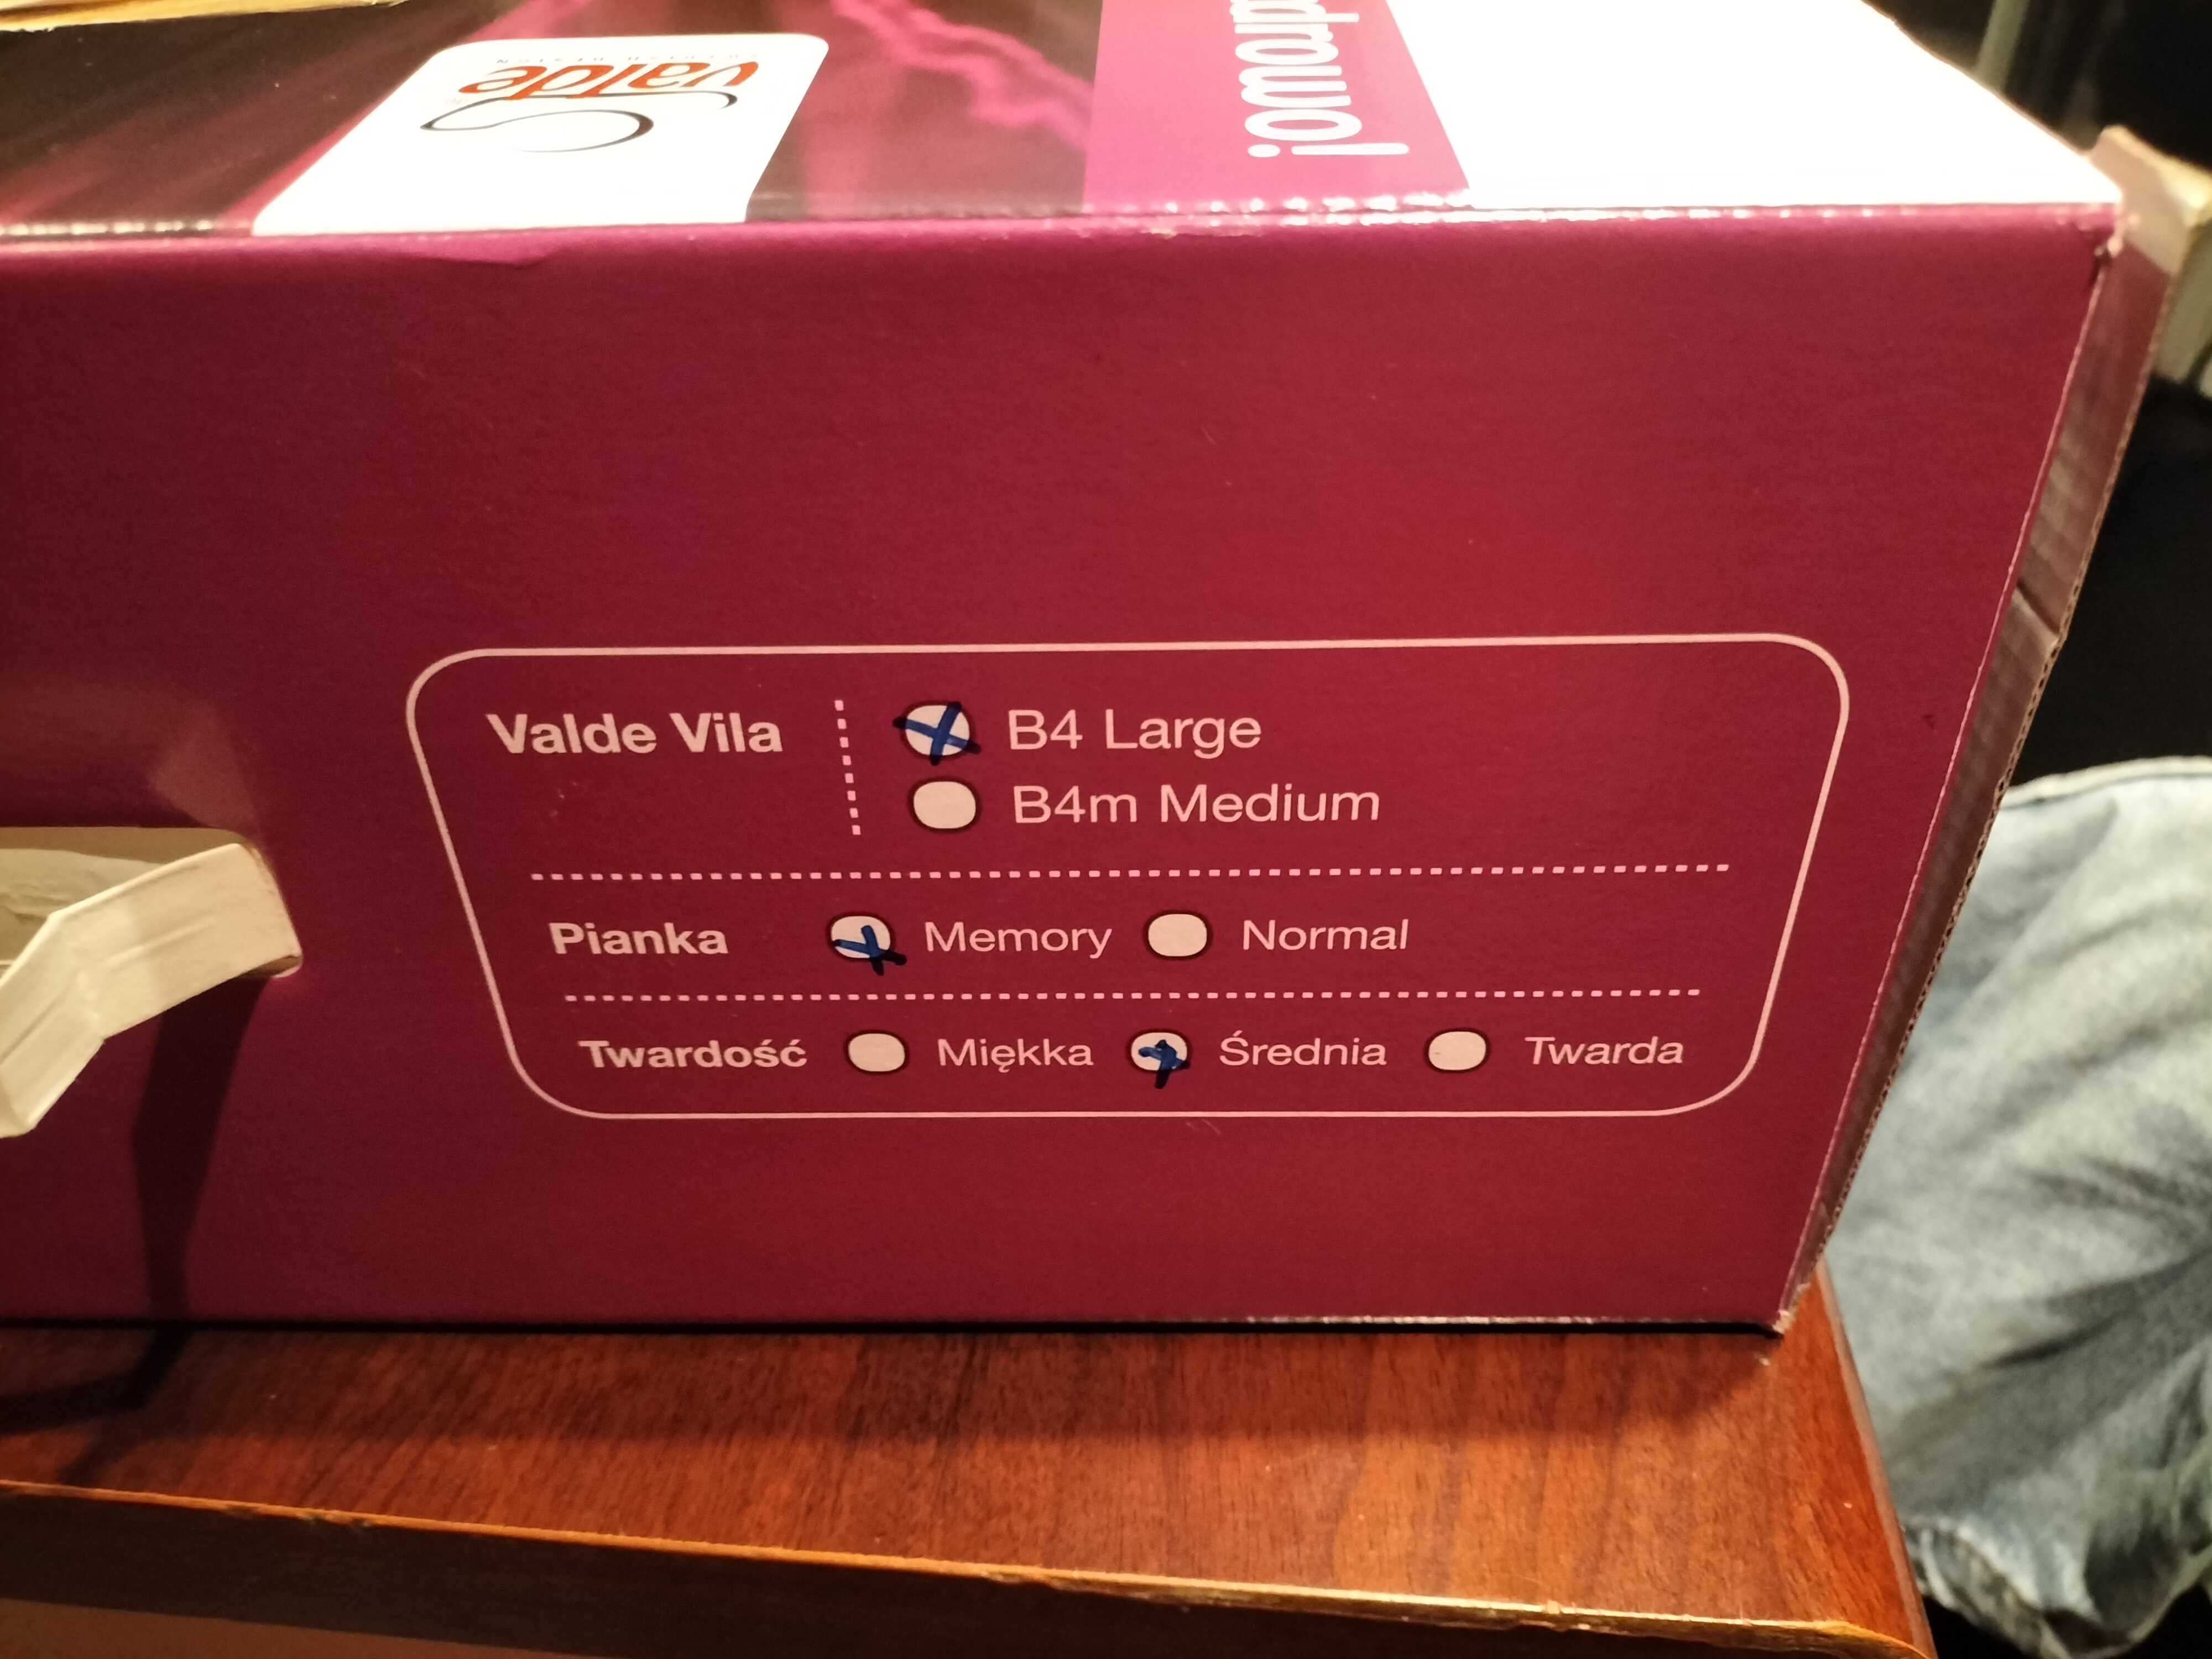 valde
Valde Vila
B4 Large
B4m Medium
Pianka Memory Normal
Twardość Miękka Średnia Twarda